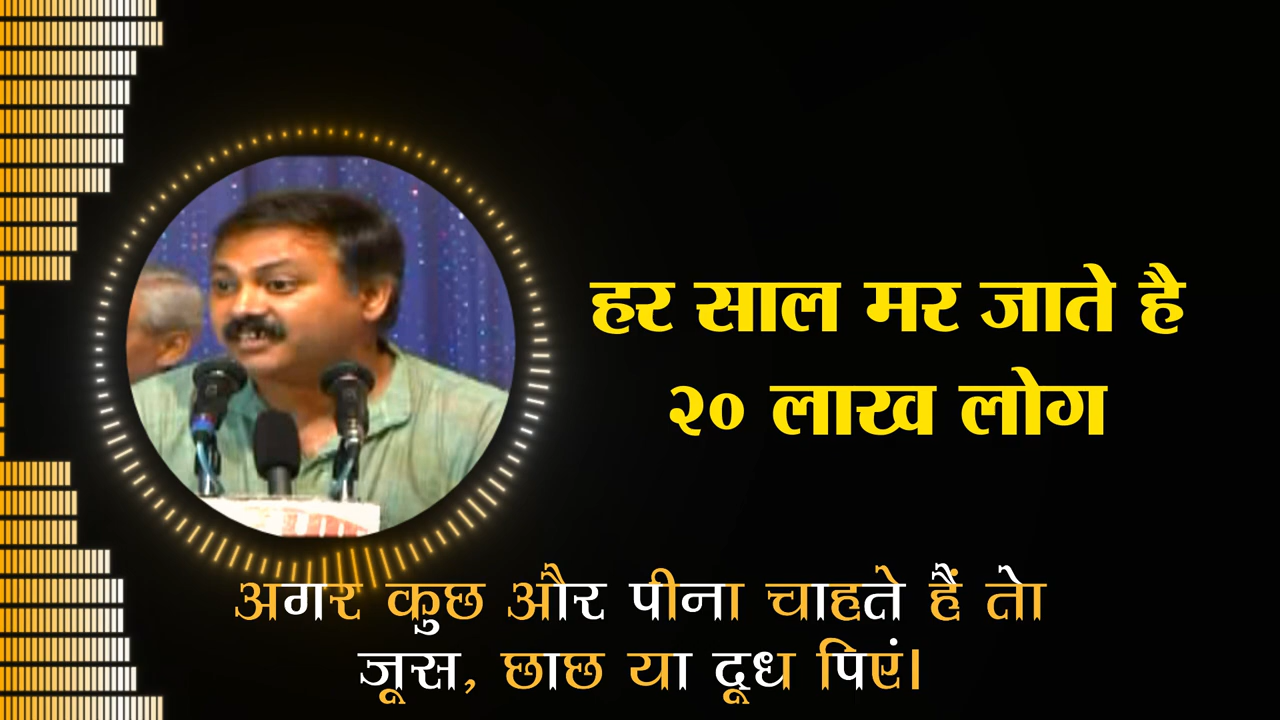 हर साल मर जाते है
२० लाख लोग
अगर कुछ और पीना चाहते हैं तो
जूस, छाछ या दूध पिएं।